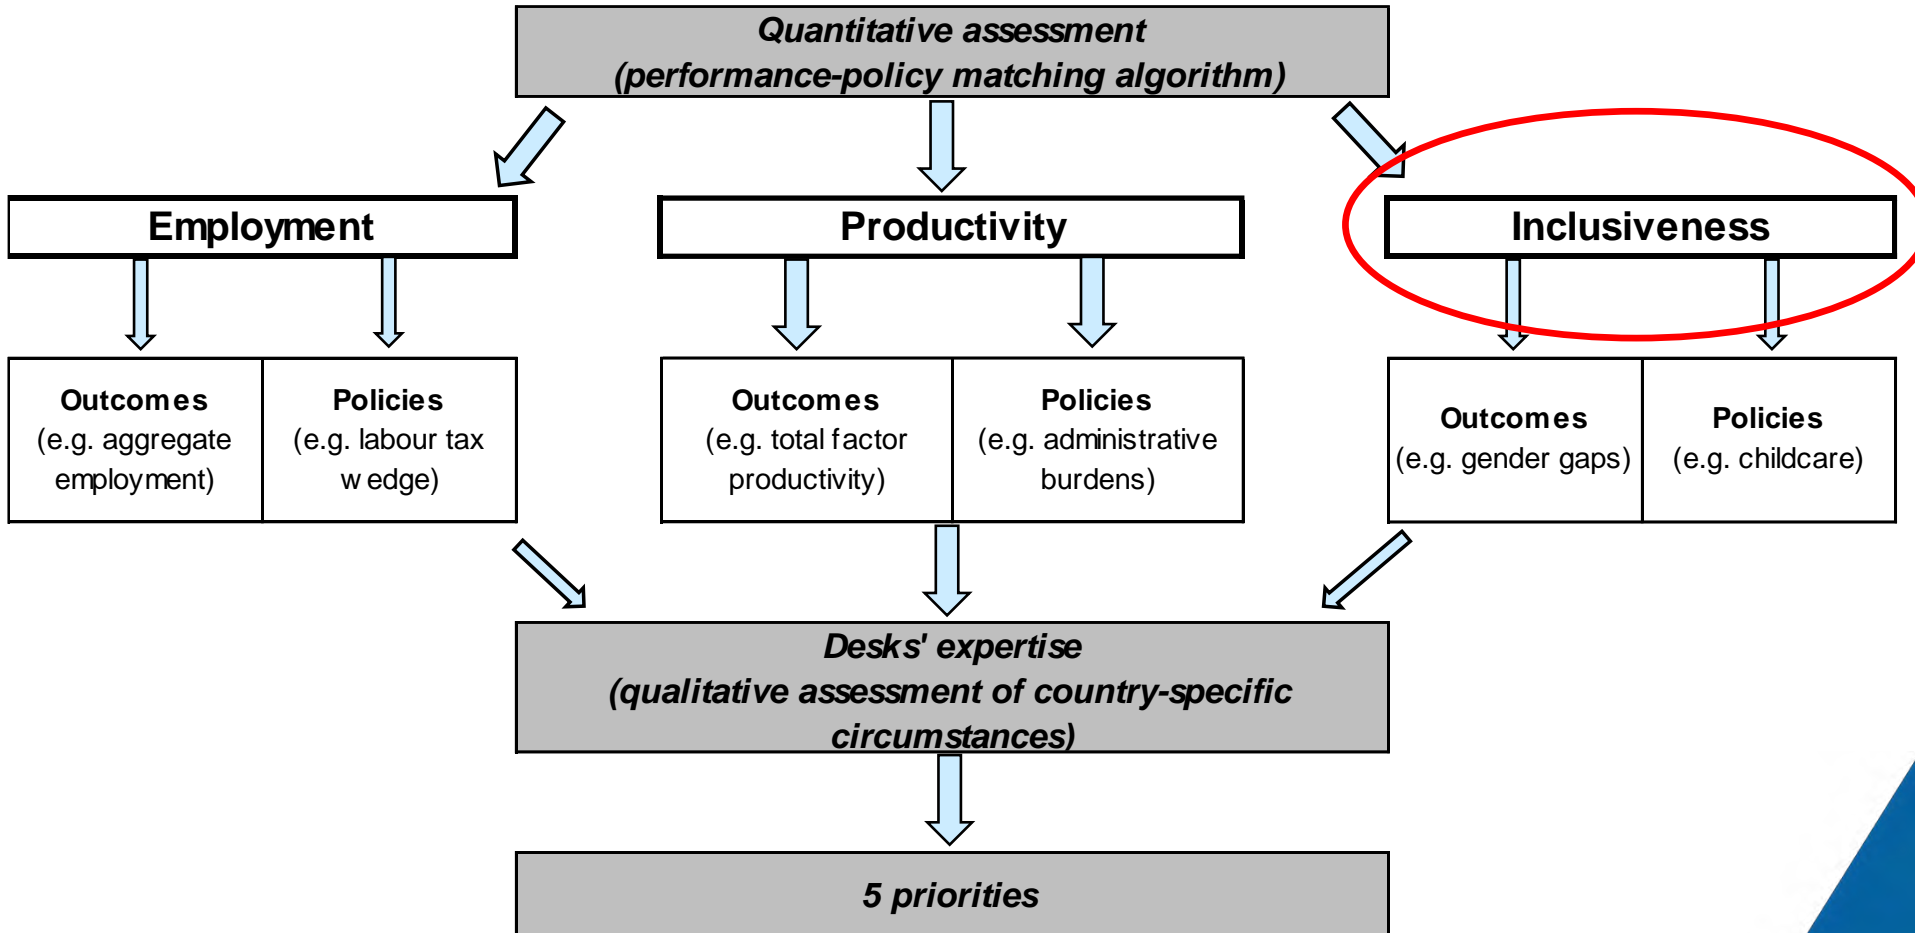 Quantitative assessment
(performance-policy matching algorithm)
Employment
Productivity
Inclusiveness
Outcomes
(e.g. aggregate
employment)
Policies
(e.g. labour tax
wedge)
Outcomes
(e.g. total factor
productivity)
Policies
(e.g. administrative
burdens)
Outcomes
(e.g. gender gaps)
Policies
(e.g. childcare)
Desks' expertise
(qualitative assessment of country-specific
circumstances)
5 priorities